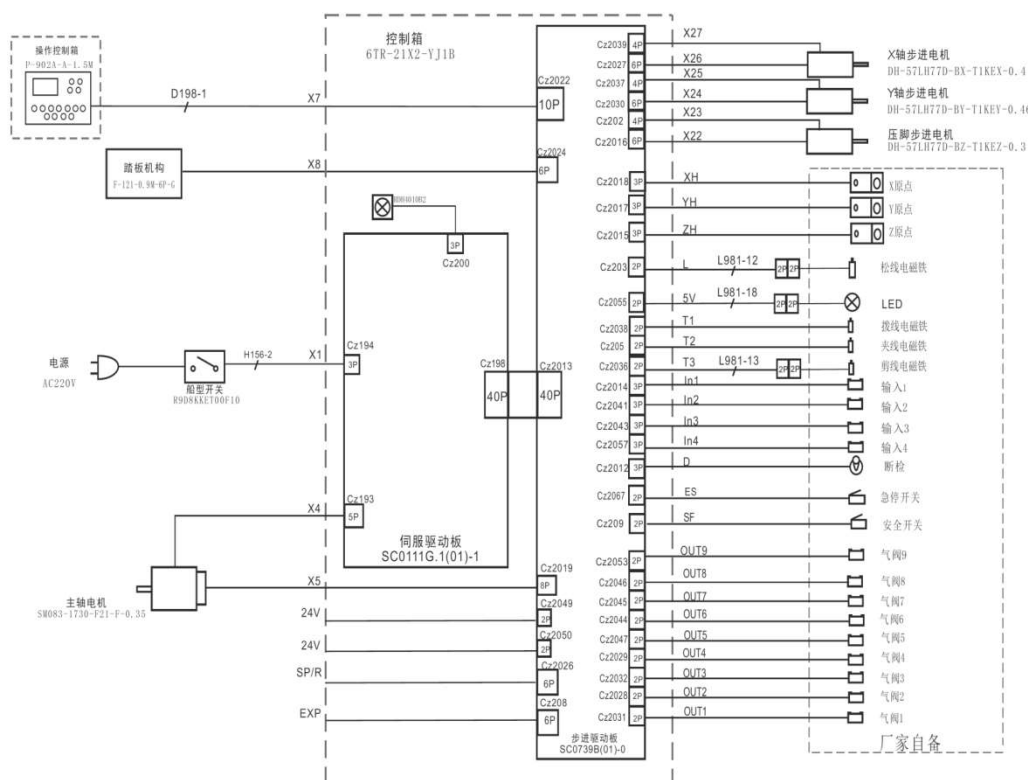 操作控制箱
P-902A-A-1.5M
D198-1
X7
控制箱
6TR-21X2-YJ1B
Cz2022
10P
踏板机构
F-121-0.9M-6P-G
X8
Cz2024
6P
3P
Cz200
电源
AC220V
船型开关
R9D8KKET00F10
H156-2
X1
Cz194
3P
Cz198
40P
Cz2013
40P
X4
Cz193
5P
伺服驱动板
SC0111G.1(01)-1
主轴电机
SM083-1730-F21-F-0.35
X5
Cz2019
8P
24V
Cz2049
2P
24V
Cz2050
2P
SP/R
Cz2026
6P
EXP
Cz208
6P
步进驱动板
SC0739B(01)-0
Cz2039 4P X27
Cz2027 6P X26
Cz2037 4P X25
Cz2030 6P X24
Cz202 4P X23
Cz2016 6P X22
X轴步进电机
DH-57LH77D-BX-T1KEX-0.4
Y轴步进电机
DH-57LH77D-BY-T1KEY-0.46
压脚步进电机
DH-57LH77D-BZ-T1KEZ-0.3
Cz2018 3P XH X原点
Cz2017 3P YH Y原点
Cz2015 3P ZH Z原点
Cz203 2P L L981-12 2P 2P 松线电磁铁
Cz2055 2P 5V L981-18 2P 2P LED
Cz2038 2P T1 拨线电磁铁
Cz205 2P T2 夹线电磁铁
Cz2036 2P T3 L981-13 2P 2P 剪线电磁铁
Cz2014 3P In1 输入1
Cz2041 3P In2 输入2
Cz2043 3P In3 输入3
Cz2057 3P In4 输入4
Cz2012 3P D 断检
Cz2067 2P ES 急停开关
Cz209 2P SF 安全开关
Cz2053 2P OUT9 气阀9
Cz2046 2P OUT8 气阀8
Cz2045 2P OUT7 气阀7
Cz2044 2P OUT6 气阀6
Cz2047 2P OUT5 气阀5
Cz2029 2P OUT4 气阀4
Cz2032 2P OUT3 气阀3
Cz2028 2P OUT2 气阀2
Cz2031 2P OUT1 气阀1
厂家自备